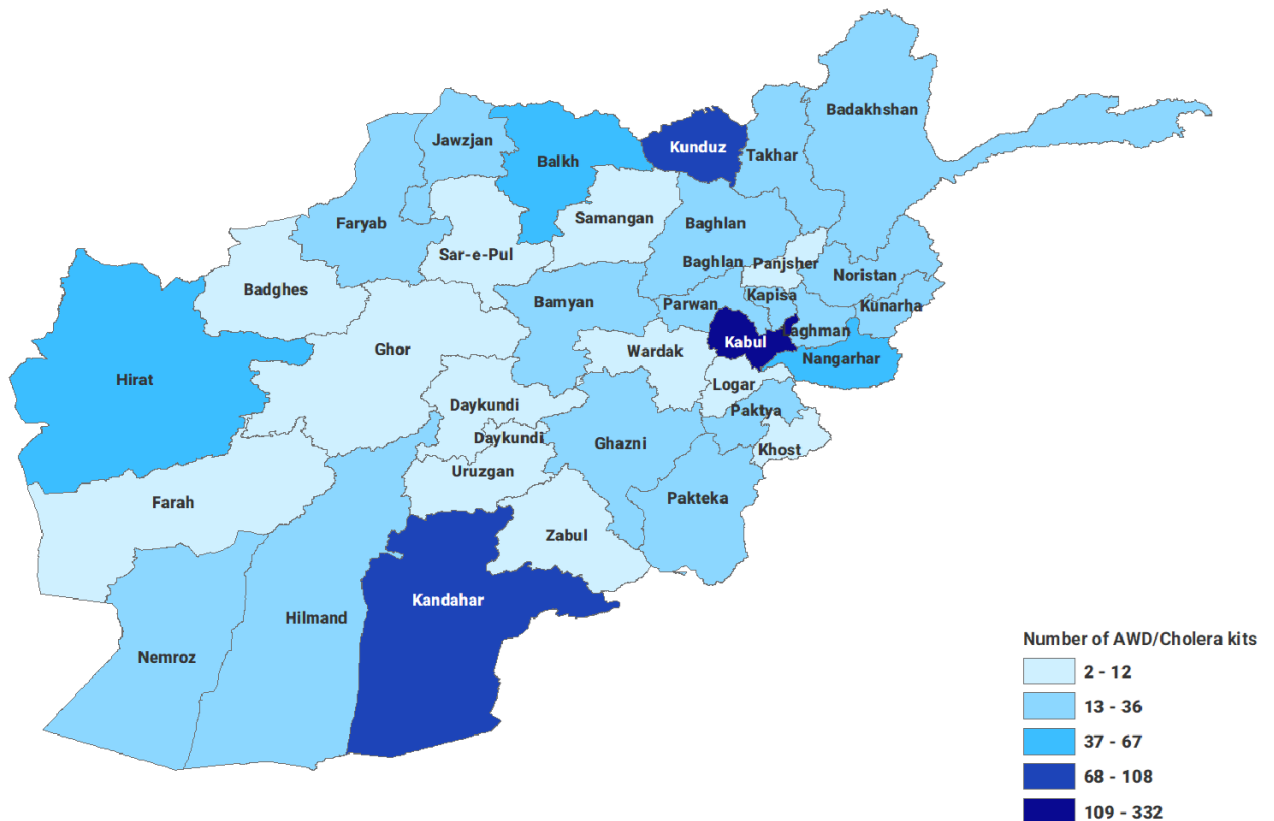 Badakhshan
Jawzjan
Kunduz
Takhar
Balkh
Samangan
Faryab
Baghlan
Sar-e-Pul
Baghlan
Panjsher
Noristan
Badghes
Bamyan
Parwan
Kapisa
Kunarha
Laghman
Ghor
Wardak
Kabul
Nangarhar
Hirat
Logar
Daykundi
Paktya
Daykundi
Ghazni
Khost
Uruzgan
Farah
Pakteka
Zabul
Kandahar
Hilmand
Nemroz
Number of AWD/Cholera kits
2 - 12
13 - 36
37 - 67
68 - 108
109 - 332